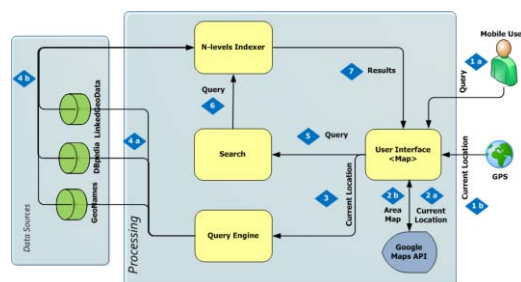 Mobile Use
1 a
Query
N-levels Indexer
4 b
7
Results
Query
6
LinkedGeoData
DBpedia
GeoNames
4 a
Search
5
Query
User Interface
<Map>
Current Location
GPS
1 b
3
Current Location
2 b
2 a
Area
Map
Current
Location
Query Engine
Google
Maps API
Data Sources
Processing